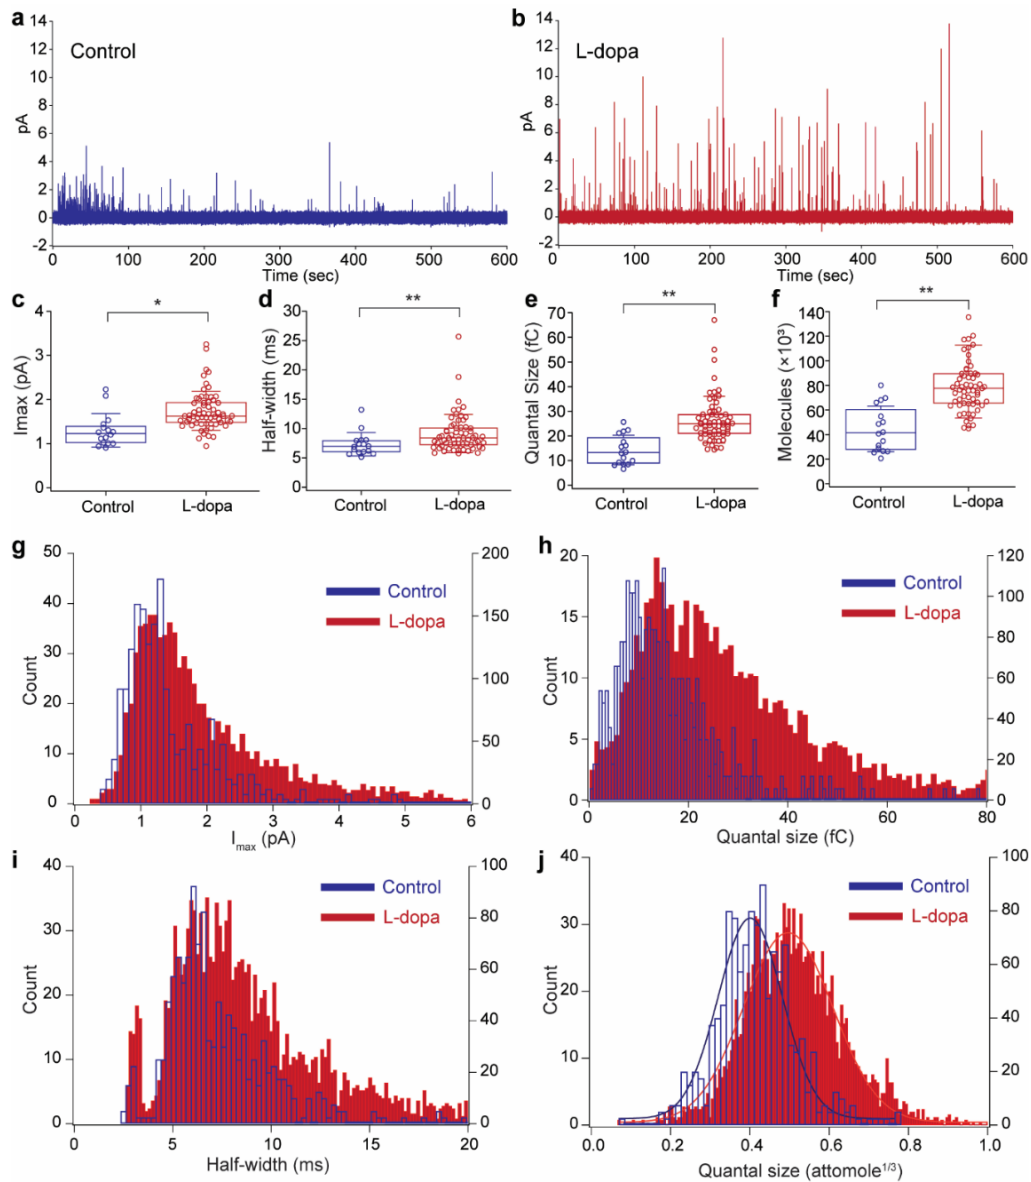 a
14
12
10
8
6
4
2
0
-2
pA
Control
0 100 200 300 400 500 600
Time (sec)
b
14
12
10
8
6
4
2
0
-2
pA
L-dopa
0 100 200 300 400 500 600
Time (sec)
c
4
3
2
1
0
Imax (pA)
*
Control L-dopa
d
30
25
20
15
10
5
0
Half-width (ms)
**
Control L-dopa
e
70
60
50
40
30
20
10
0
Quantal Size (fC)
**
Control L-dopa
f
140
120
100
80
60
40
20
0
Molecules (×10³)
**
Control L-dopa
g
50
40
30
20
10
0
Count
200
150
100
50
0
Control
L-dopa
0 1 2 3 4 5 6
Imax (pA)
h
20
15
10
5
0
Count
120
100
80
60
40
20
0
Control
L-dopa
0 20 40 60 80
Quantal size (fC)
i
40
30
20
10
0
Count
100
80
60
40
20
0
Control
L-dopa
0 5 10 15 20
Half-width (ms)
j
40
30
20
10
0
Count
100
80
60
40
20
0
Control
L-dopa
0.0 0.2 0.4 0.6 0.8 1.0
Quantal size (attomole1/3)